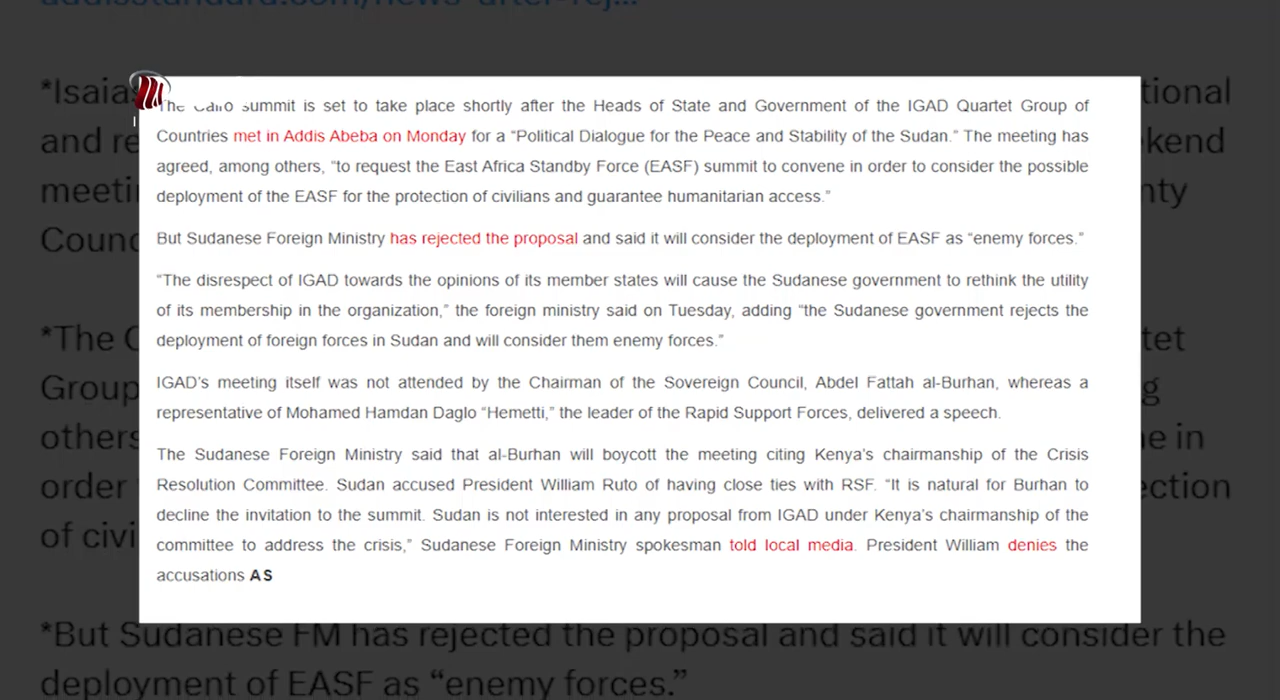 addisstandard.com/news-after-rej...
*Isaias
tional
and re
kend
meeti
nty
Counc
*The C
tet
Group
g
others
e in
order
ection
of civi
The Cairo summit is set to take place shortly after the Heads of State and Government of the IGAD Quartet Group of
Countries met in Addis Abeba on Monday for a “Political Dialogue for the Peace and Stability of the Sudan.” The meeting has
agreed, among others, “to request the East Africa Standby Force (EASF) summit to convene in order to consider the possible
deployment of the EASF for the protection of civilians and guarantee humanitarian access.”
But Sudanese Foreign Ministry has rejected the proposal and said it will consider the deployment of EASF as “enemy forces.”
“The disrespect of IGAD towards the opinions of its member states will cause the Sudanese government to rethink the utility
of its membership in the organization,” the foreign ministry said on Tuesday, adding “the Sudanese government rejects the
deployment of foreign forces in Sudan and will consider them enemy forces.”
IGAD’s meeting itself was not attended by the Chairman of the Sovereign Council, Abdel Fattah al-Burhan, whereas a
representative of Mohamed Hamdan Daglo “Hemetti,” the leader of the Rapid Support Forces, delivered a speech.
The Sudanese Foreign Ministry said that al-Burhan will boycott the meeting citing Kenya’s chairmanship of the Crisis
Resolution Committee. Sudan accused President William Ruto of having close ties with RSF. “It is natural for Burhan to
decline the invitation to the summit. Sudan is not interested in any proposal from IGAD under Kenya’s chairmanship of the
committee to address the crisis,” Sudanese Foreign Ministry spokesman told local media. President William denies the
accusations AS
*But Sudanese FM has rejected the proposal and said it will consider the
deployment of EASF as “enemy forces.”